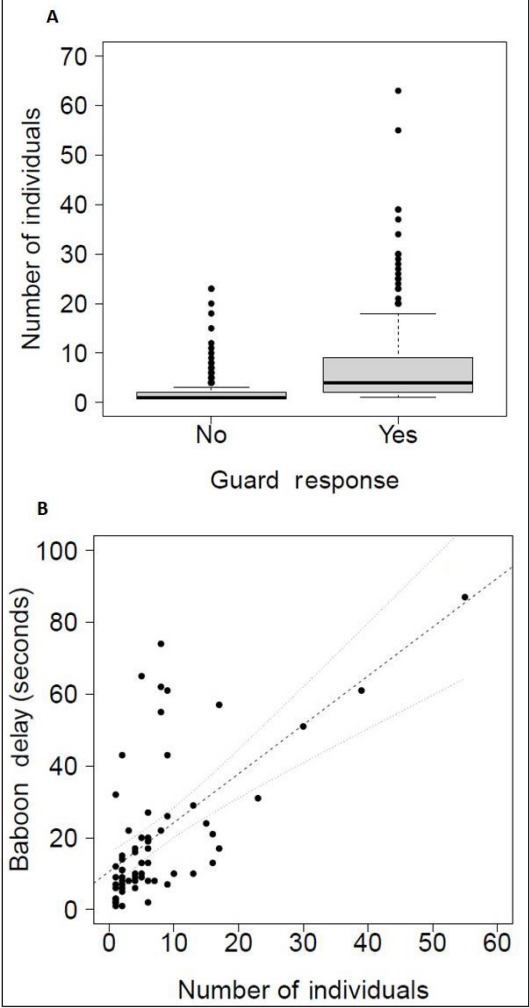 A
Number of individuals
70
60
50
40
30
20
10
0
No Yes
Guard response
B
Baboon delay (seconds)
100
80
60
40
20
0
0 10 20 30 40 50 60
Number of individuals